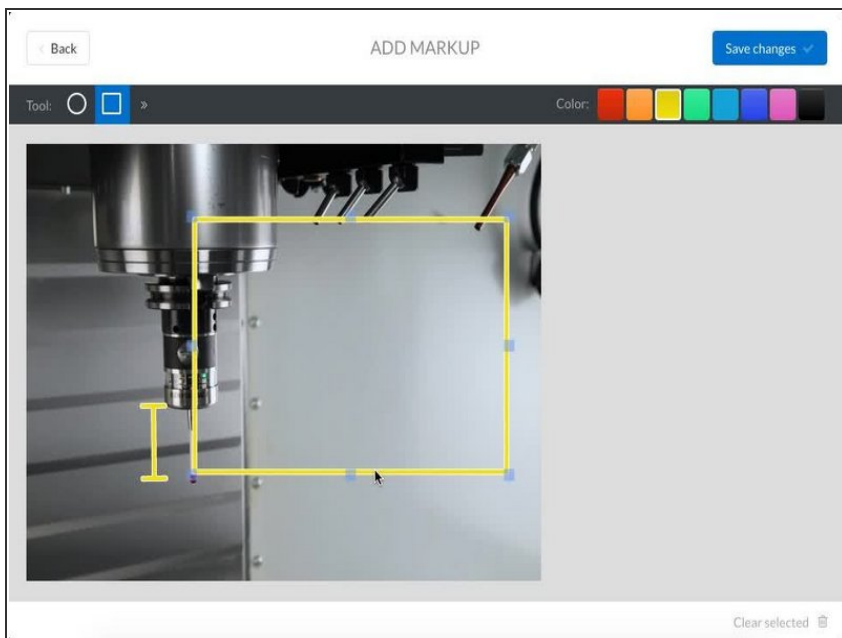 Back
ADD MARKUP
Save changes
Tool:
»
Color:
Clear selected